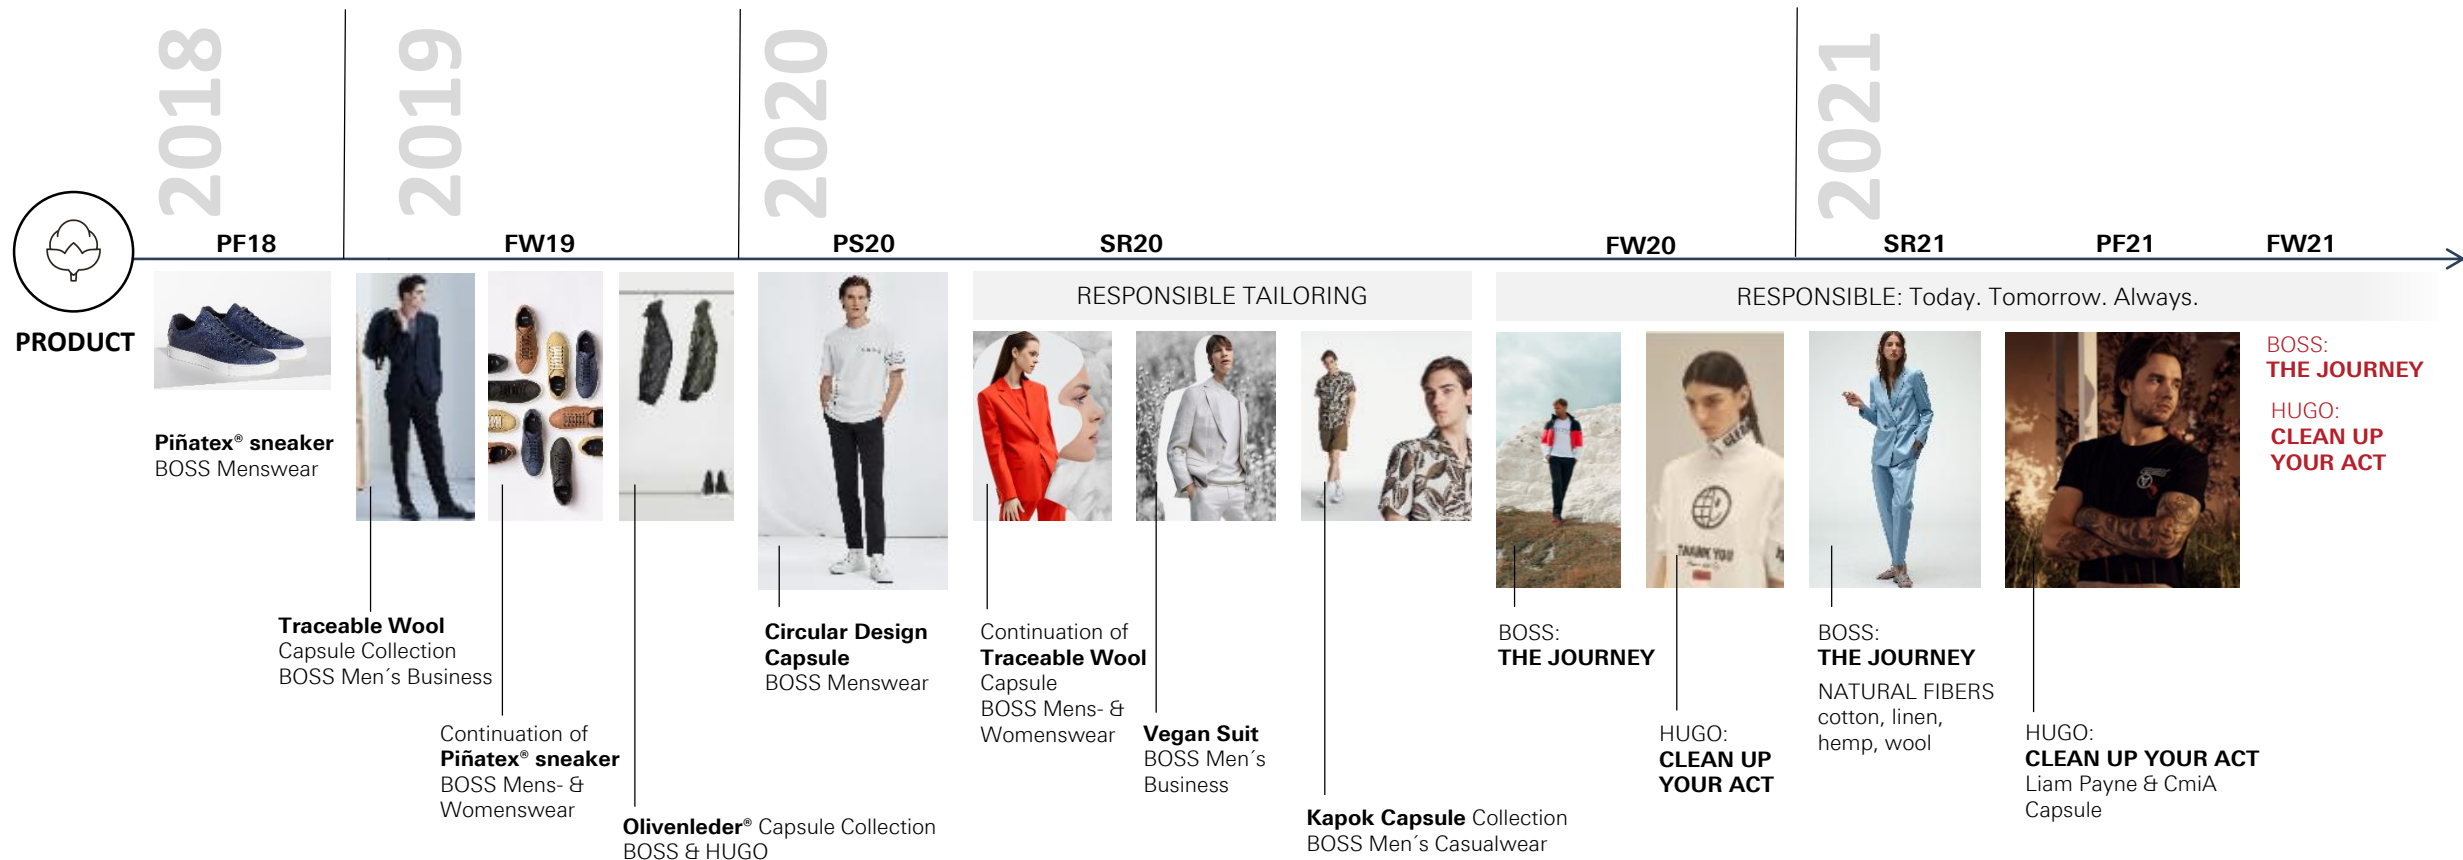 2018
2019
2020
2021
PF18
FW19
PS20
SR20
FW20
SR21
PF21
FW21
PRODUCT
RESPONSIBLE TAILORING
RESPONSIBLE: Today. Tomorrow. Always.
Piñatex® sneaker
BOSS Menswear
Traceable Wool
Capsule Collection
BOSS Men´s Business
Continuation of
Piñatex® sneaker
BOSS Mens- &
Womenswear
Olivenleder® Capsule Collection
BOSS & HUGO
Circular Design
Capsule
BOSS Menswear
Continuation of
Traceable Wool
Capsule
BOSS Mens- &
Womenswear
Vegan Suit
BOSS Men´s
Business
Kapok Capsule Collection
BOSS Men´s Casualwear
BOSS:
THE JOURNEY
THANK YOU
HUGO:
CLEAN UP
YOUR ACT
BOSS:
THE JOURNEY
NATURAL FIBERS
cotton, linen,
hemp, wool
HUGO:
CLEAN UP YOUR ACT
Liam Payne & CmiA
Capsule
BOSS:
THE JOURNEY
HUGO:
CLEAN UP
YOUR ACT